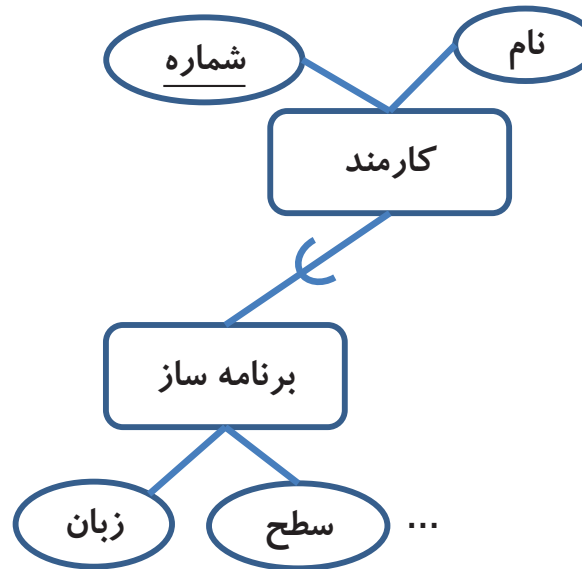 نام
شماره
کارمند
برنامه ساز
زبان
سطح
...